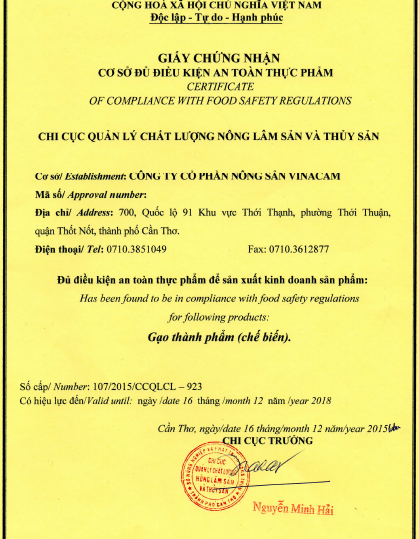 CỘNG HOÀ XÃ HỘI CHỦ NGHĨA VIỆT NAM
Độc lập - Tự do - Hạnh phúc
GIẤY CHỨNG NHẬN
CƠ SỞ ĐỦ ĐIỀU KIỆN AN TOÀN THỰC PHẨM
CERTIFICATE
OF COMPLIANCE WITH FOOD SAFETY REGULATIONS
CHI CỤC QUẢN LÝ CHẤT LƯỢNG NÔNG LÂM SẢN VÀ THỦY SẢN
Cơ sở/ Establishment: CÔNG TY CỔ PHẦN NÔNG SẢN VINACAM
Mã số/ Approval number:
Địa chỉ/ Address: 700, Quốc lộ 91 Khu vực Thới Thạnh, phường Thới Thuận,
quận Thốt Nốt, thành phố Cần Thơ.
Điện thoại/ Tel: 0710.3851049 Fax: 0710.3612877
Đủ điều kiện an toàn thực phẩm để sản xuất kinh doanh sản phẩm:
Has been found to be in compliance with food safety regulations
for following products:
Gạo thành phẩm (chế biến).
Số cấp/ Number: 107/2015/CCQLCL – 923
Có hiệu lực đến/Valid until: ngày /date 16 tháng /month 12 năm /year 2018
Cần Thơ, ngày/date 16 tháng/month 12 năm/year 2015
CHI CỤC TRƯỞNG
CHI CỤC
QUẢN LÝ CHẤT LƯỢNG
NÔNG LÂM SẢN
VÀ THỦY SẢN
THÀNH PHỐ CẦN THƠ
Nguyễn Minh Hải